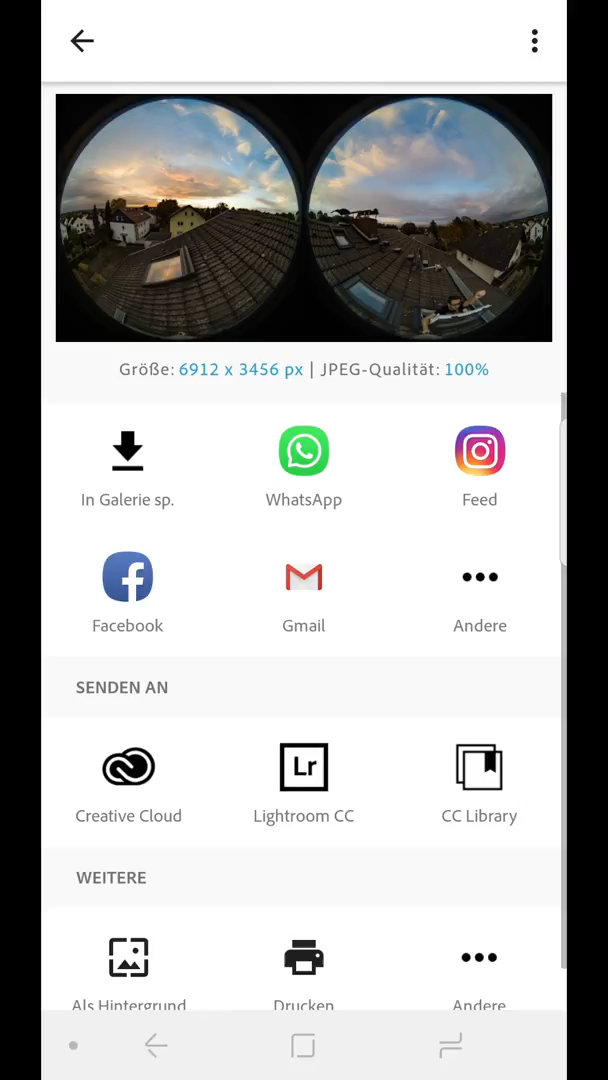 Größe: 6912 x 3456 px | JPEG-Qualität: 100%
In Galerie sp.
WhatsApp
Feed
Facebook
Gmail
Andere
SENDEN AN
Creative Cloud
Lr
Lightroom CC
CC Library
WEITERE
Als Hintergrund
Drucken
Andere